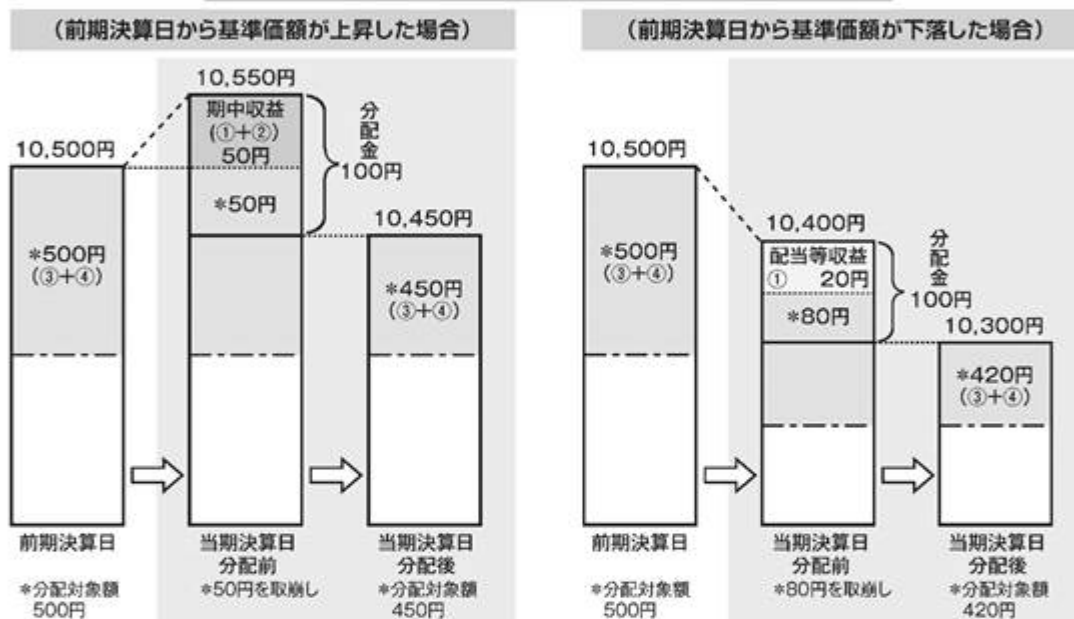 (前期決算日から基準価額が上昇した場合)
10,550円
期中収益
(①+②)
50円
*50円
分配金
100円
10,500円
*500円
(③+④)
10,450円
*450円
(③+④)
前期決算日
*分配対象額
500円
当期決算日
分配前
*50円を取崩し
当期決算日
分配後
*分配対象額
450円
(前期決算日から基準価額が下落した場合)
10,500円
*500円
(③+④)
10,400円
配当等収益
① 20円
*80円
分配金
100円
10,300円
*420円
(③+④)
前期決算日
*分配対象額
500円
当期決算日
分配前
*80円を取崩し
当期決算日
分配後
*分配対象額
420円